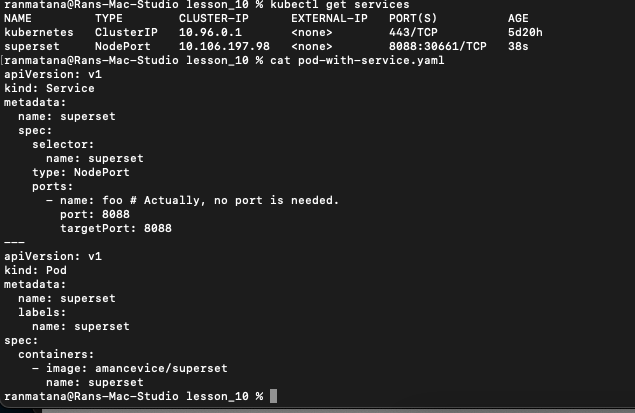 ranmatana@Rans-Mac-Studio lesson_10 % kubectl get services
NAME         TYPE        CLUSTER-IP      EXTERNAL-IP   PORT(S)          AGE
kubernetes   ClusterIP   10.96.0.1       <none>        443/TCP          5d20h
superset     NodePort    10.106.197.98   <none>        8088:30661/TCP   38s
[ranmatana@Rans-Mac-Studio lesson_10 % cat pod-with-service.yaml
apiVersion: v1
kind: Service
metadata:
  name: superset
  spec:
    selector:
      name: superset
    type: NodePort
    ports:
      - name: foo # Actually, no port is needed.
        port: 8088
        targetPort: 8088
---
apiVersion: v1
kind: Pod
metadata:
  name: superset
  labels:
    name: superset
spec:
  containers:
    - image: amancevice/superset
      name: superset
ranmatana@Rans-Mac-Studio lesson_10 %